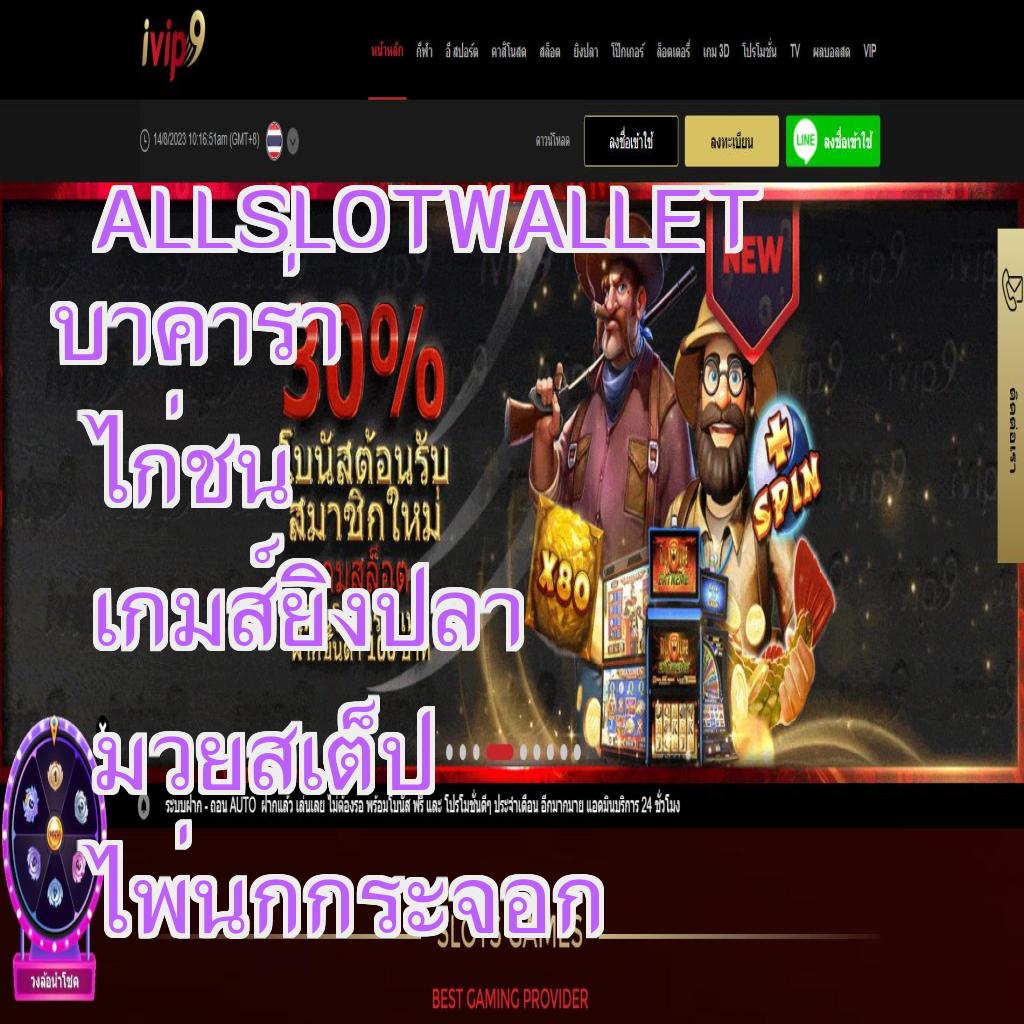 ivip9
หน้าหลัก กีฬา อี สปอร์ต คาสิโนสด สล็อต ยิงปลา โป๊กเกอร์ ล็อตเตอรี่ เกม 3D โปรโมชั่น TV ผลบอลสด VIP
14/8/2023 10:16:51am (GMT+8)
ดาวน์โหลด ลงชื่อเข้าใช้ ลงทะเบียน LINE ลงชื่อเข้าใช้
ALLSLOTWALLET
NEW
บาคาร่า
30%
ติดต่อเรา
ไก่ชน
โบนัสต้อนรับ
สมาชิกใหม่
+ SPIN
X80
EXTREME
เกมส์ยิงปลา
มวยสเต็ป
ระบบฝาก - ถอน AUTO ฝากแล้ว เล่นเลย ไม่ต้องรอ พร้อมโบนัส ฟรี และ โปรโมชั่นดีๆ ประจำเดือน อีกมากมาย แอดมินบริการ 24 ชั่วโมง
ไพ่นกกระจอก
SLOTS GAMES
วงล้อนำโชค
BEST GAMING PROVIDER